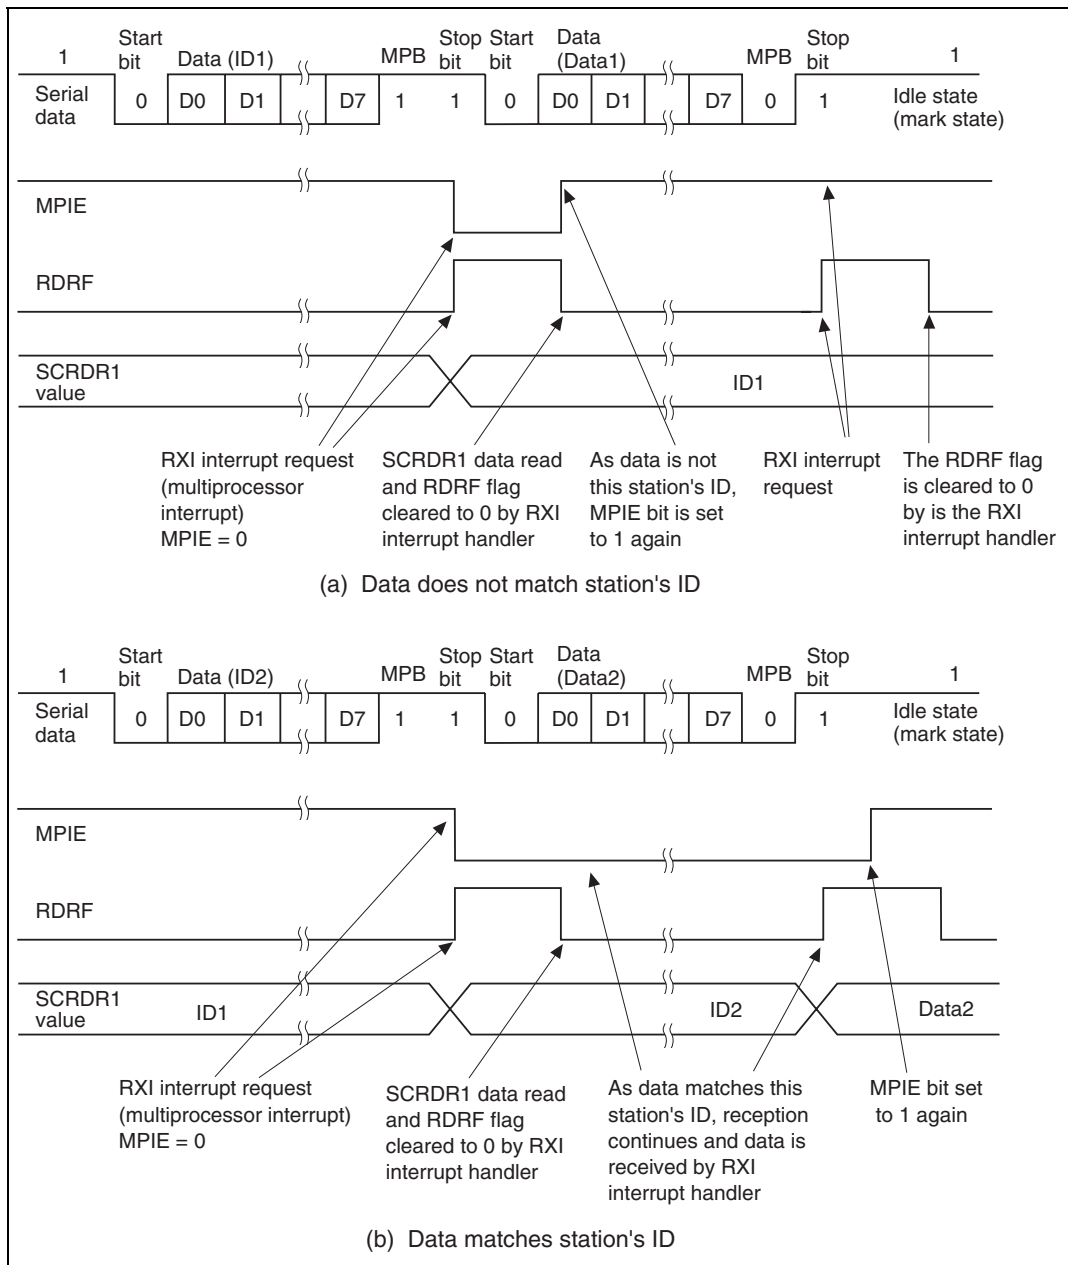 1
Start bit
Data (ID1)
MPB
Stop bit
Start bit
Data (Data1)
MPB
Stop bit
1
Serial data
0
D0
D1
D7
1
1
0
D0
D1
D7
0
1
Idle state (mark state)
MPIE
RDRF
SCRDR1 value
ID1
RXI interrupt request
(multiprocessor
interrupt)
MPIE = 0
SCRDR1 data read
and RDRF flag
cleared to 0 by RXI
interrupt handler
As data is not
this station's ID,
MPIE bit is set
to 1 again
RXI interrupt
request
The RDRF flag
is cleared to 0
by is the RXI
interrupt handler
(a) Data does not match station's ID
1
Start bit
Data (ID2)
MPB
Stop bit
Start bit
Data (Data2)
MPB
Stop bit
1
Serial data
0
D0
D1
D7
1
1
0
D0
D1
D7
0
1
Idle state (mark state)
MPIE
RDRF
SCRDR1 value
ID1
ID2
Data2
RXI interrupt request
(multiprocessor interrupt)
MPIE = 0
SCRDR1 data read
and RDRF flag
cleared to 0 by RXI
interrupt handler
As data matches this
station's ID, reception
continues and data is
received by RXI
interrupt handler
MPIE bit set
to 1 again
(b) Data matches station's ID